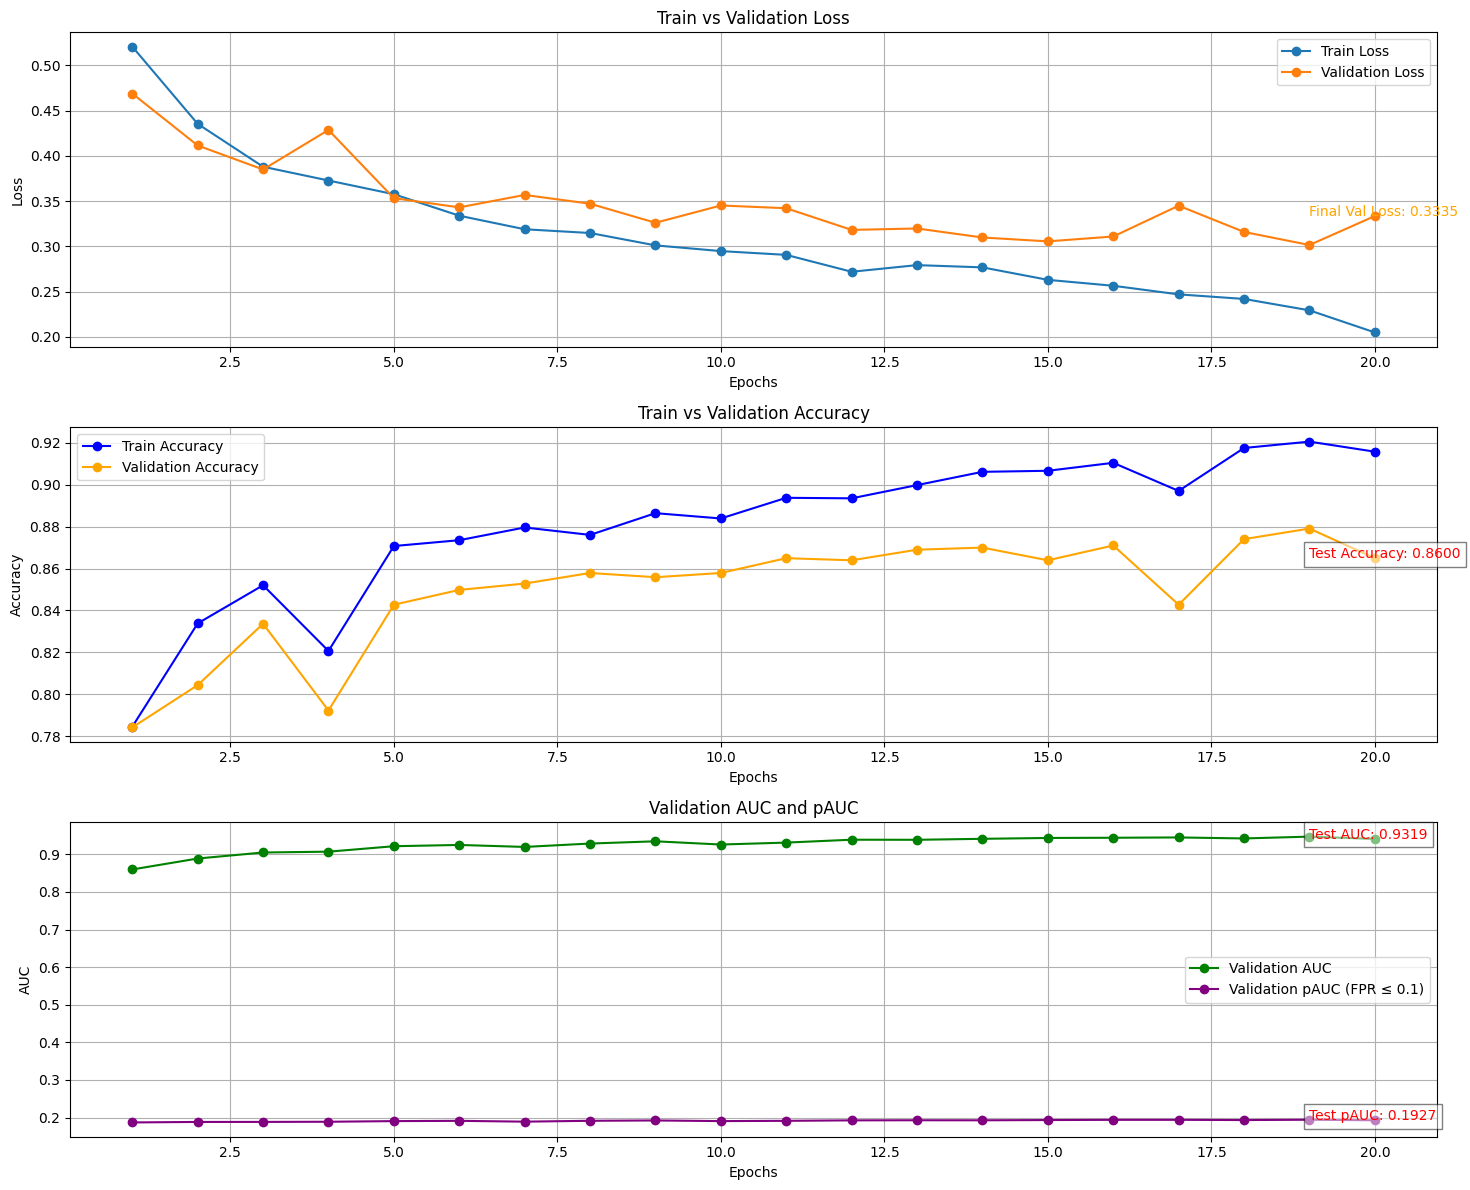 Train vs Validation Loss
Loss
0.50
0.45
0.40
0.35
0.30
0.25
0.20
Train Loss
Validation Loss
Final Val Loss: 0.3335
2.5 5.0 7.5 10.0 12.5 15.0 17.5 20.0
Epochs
Train vs Validation Accuracy
Accuracy
0.92
0.90
0.88
0.86
0.84
0.82
0.80
0.78
Train Accuracy
Validation Accuracy
Test Accuracy: 0.8600
2.5 5.0 7.5 10.0 12.5 15.0 17.5 20.0
Epochs
Validation AUC and pAUC
AUC
0.9
0.8
0.7
0.6
0.5
0.4
0.3
0.2
Test AUC: 0.9319
Validation AUC
Validation pAUC (FPR ≤ 0.1)
Test pAUC: 0.1927
2.5 5.0 7.5 10.0 12.5 15.0 17.5 20.0
Epochs